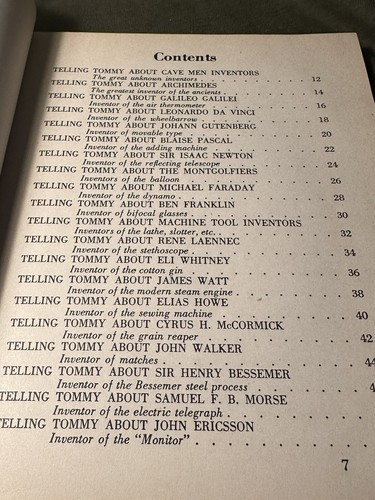 Contents
TELLING TOMMY ABOUT CAVE MEN INVENTORS
The great unknown inventors . . . . . . . . . . 12
TELLING TOMMY ABOUT ARCHIMEDES
The greatest inventor of the ancients . . . . . . . . 14
TELLING TOMMY ABOUT GALILEO GALILEI
Inventor of the air thermometer . . . . . . . . . 16
TELLING TOMMY ABOUT LEONARDO DA VINCI
Inventor of the wheelbarrow . . . . . . . . . . 18
TELLING TOMMY ABOUT JOHANN GUTENBERG
Inventor of movable type . . . . . . . . . . . 20
TELLING TOMMY ABOUT BLAISE PASCAL
Inventor of the adding machine . . . . . . . . . 22
TELLING TOMMY ABOUT SIR ISAAC NEWTON
Inventor of the reflecting telescope . . . . . . . . 24
TELLING TOMMY ABOUT THE MONTGOLFIERS
Inventors of the balloon . . . . . . . . . . . 26
TELLING TOMMY ABOUT MICHAEL FARADAY
Inventor of the dynamo . . . . . . . . . . . 28
TELLING TOMMY ABOUT BEN FRANKLIN
Inventor of bifocal glasses . . . . . . . . . . 30
TELLING TOMMY ABOUT MACHINE TOOL INVENTORS
Inventors of the lathe, slotter, etc. . . . . . . . . 32
TELLING TOMMY ABOUT RENE LAENNEC
Inventor of the stethoscope . . . . . . . . . . 34
TELLING TOMMY ABOUT ELI WHITNEY
Inventor of the cotton gin . . . . . . . . . . 36
TELLING TOMMY ABOUT JAMES WATT
Inventor of the modern steam engine . . . . . . . 38
TELLING TOMMY ABOUT ELIAS HOWE
Inventor of the sewing machine . . . . . . . . . 40
TELLING TOMMY ABOUT CYRUS H. McCORMICK
Inventor of the grain reaper . . . . . . . . . . 42
TELLING TOMMY ABOUT JOHN WALKER
Inventor of matches . . . . . . . . . . . . 44
TELLING TOMMY ABOUT SIR HENRY BESSEMER
Inventor of the Bessemer steel process . . . . . . . 4
TELLING TOMMY ABOUT SAMUEL F. B. MORSE
Inventor of the electric telegraph . . . . . . . .
TELLING TOMMY ABOUT JOHN ERICSSON
Inventor of the "Monitor" . . . . . . . . . .
7